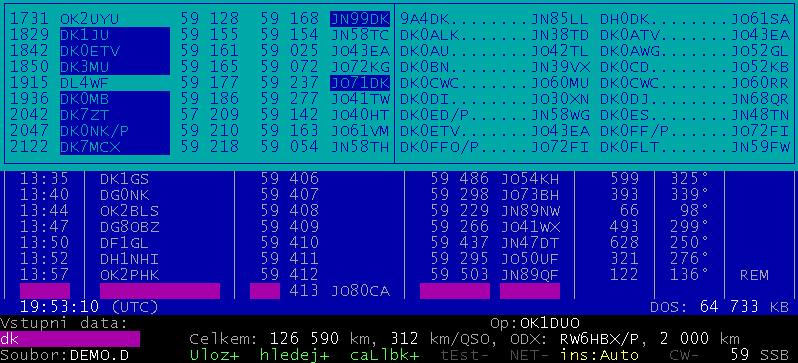 1731 OK2UYU 59 128 59 168 JN99DK 9A4DK..........JN85LL DH0DK..........JO61SA
1829 DK1JU 59 155 59 154 JN58TC DK0ALK.........JN38TD DK0ATV.........JO43EA
1842 DK0ETV 59 161 59 025 JO43EA DK0AU..........JO42TL DK0AWG.........JO52GL
1850 DK3MU 59 165 59 072 JO72KG DK0BN..........JN39VX DK0CD..........JO52KB
1915 DL4WF 59 177 59 237 JO71DK DK0CWC.........JO60MU DK0CWC.........JO60RR
1936 DK0MB 59 186 59 277 JO41TW DK0DI..........JO30XN DK0DJ..........JN68QR
2042 DK7ZT 57 209 59 142 JO40HT DK0ED/P........JN58WG DK0ES..........JN48TN
2047 DK0NK/P 59 210 59 163 JO61VM DK0ETV.........JO43EA DK0FF/P........JO72FI
2122 DK7MCX 59 218 59 054 JN58TH DK0FFO/P.......JO72FI DK0FLT.........JN59FW
13:35 DK1GS 59 406 59 486 JO54KH 599 325°
13:40 DG0NK 59 407 59 298 JO73BH 393 339°
13:44 OK2BLS 59 408 59 229 JN89NW 66 98°
13:47 DG8OBZ 59 409 59 266 JO41WX 493 299°
13:50 DF1GL 59 410 59 437 JN47DT 628 250°
13:52 DH1NHI 59 411 59 295 JO50UF 321 276°
13:57 OK2PHK 59 412 59 503 JN89QF 122 136° REM
413 JO80CA
19:53:10 (UTC) DOS: 64 733 KB
Vstupni data: Op:OK1DUO
dk Celkem: 126 590 km, 312 km/QSO, ODX: RW6HBX/P, 2 000 km
Soubor:DEMO.D Uloz+ hledej+ caLlbk+ tEst- NET- ins:Auto CW- 59 SSB